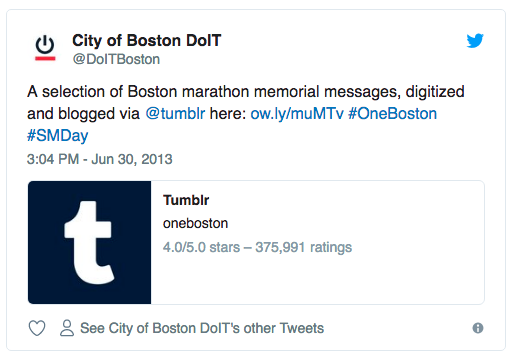 City of Boston DoIT
@DoITBoston
A selection of Boston marathon memorial messages, digitized
and blogged via @tumblr here: ow.ly/muMTv #OneBoston
#SMDay
3:04 PM - Jun 30, 2013
t
Tumblr
oneboston
4.0/5.0 stars – 375,991 ratings
See City of Boston DoIT's other Tweets